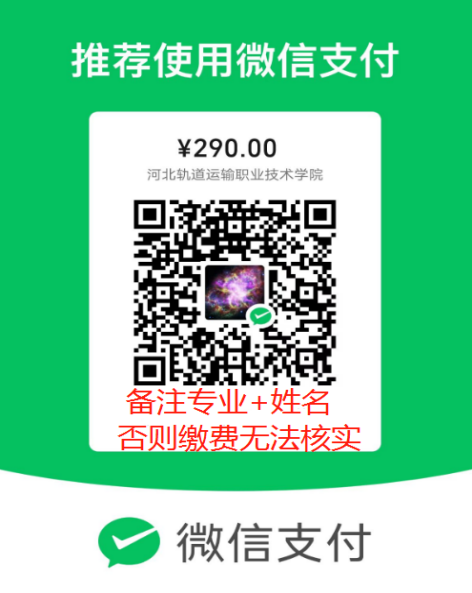 推荐使用微信支付
¥290.00
河北轨道运输职业技术学院
备注专业+姓名
否则缴费无法核实
微信支付